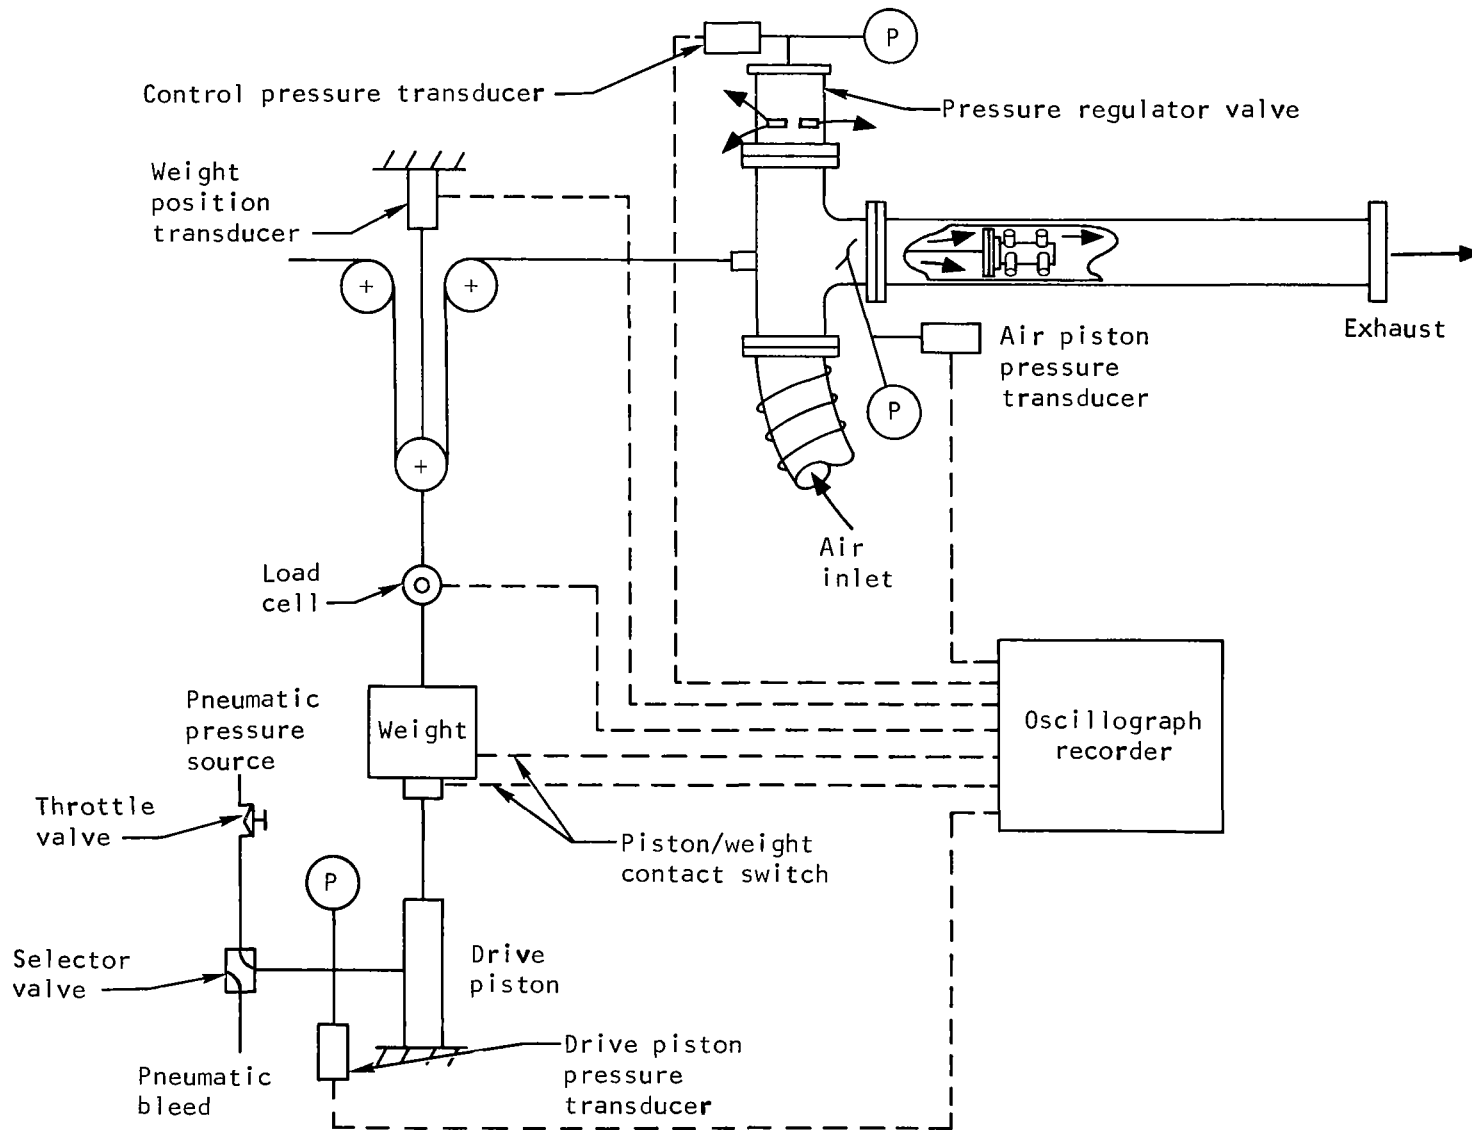 P
Control pressure transducer
Pressure regulator valve
Weight
position
transducer
+
+
Exhaust
Air piston
pressure
transducer
P
+
Air
inlet
Load
cell
Pneumatic
pressure
source
Weight
Oscillograph
recorder
Throttle
valve
Piston/weight
contact switch
P
Selector
valve
Drive
piston
Drive piston
pressure
transducer
Pneumatic
bleed